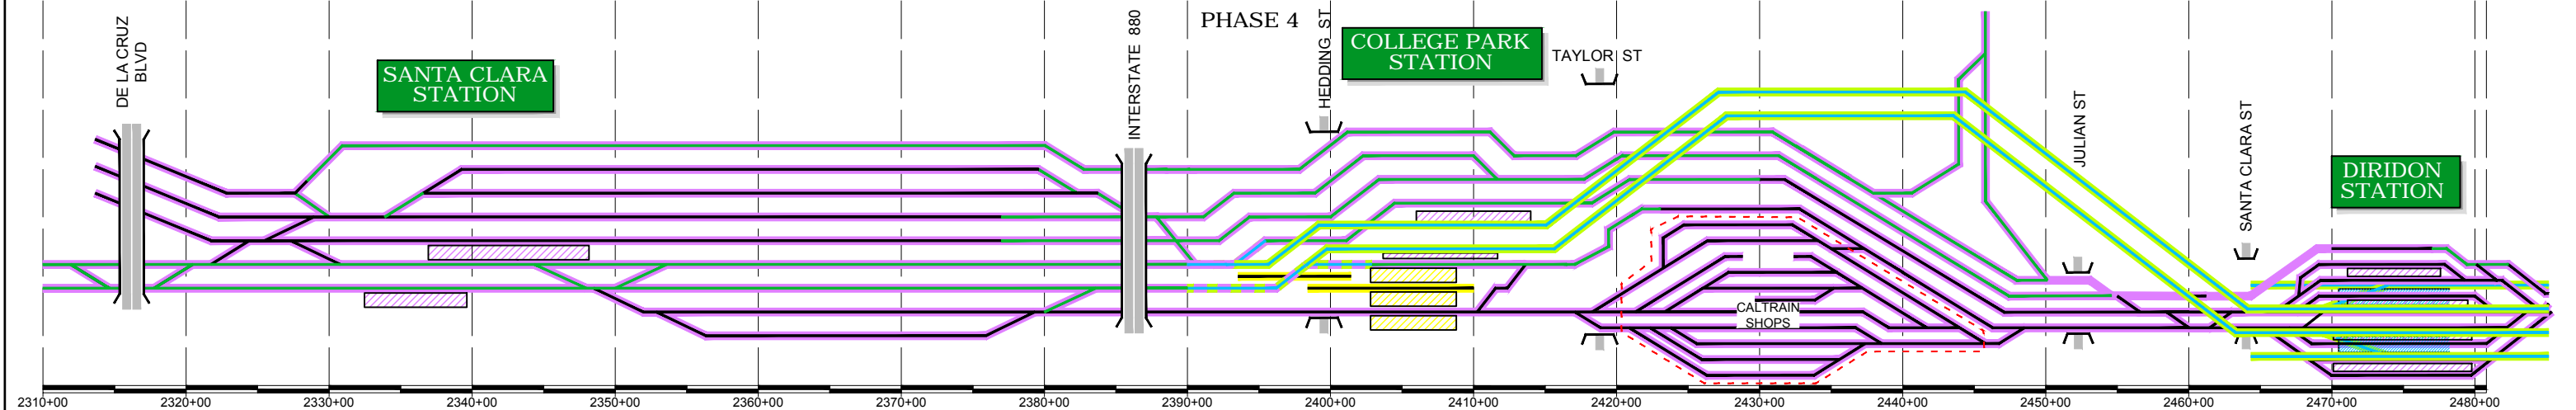 PHASE 4
DE LA CRUZ
BLVD
SANTA CLARA
STATION
INTERSTATE 880
HEDDING ST
COLLEGE PARK
STATION
TAYLOR ST
JULIAN ST
SANTA CLARA ST
DIRIDON
STATION
CALTRAIN
SHOPS
2310+00 2320+00 2330+00 2340+00 2350+00 2360+00 2370+00 2380+00 2390+00 2400+00 2410+00 2420+00 2430+00 2440+00 2450+00 2460+00 2470+00 2480+00